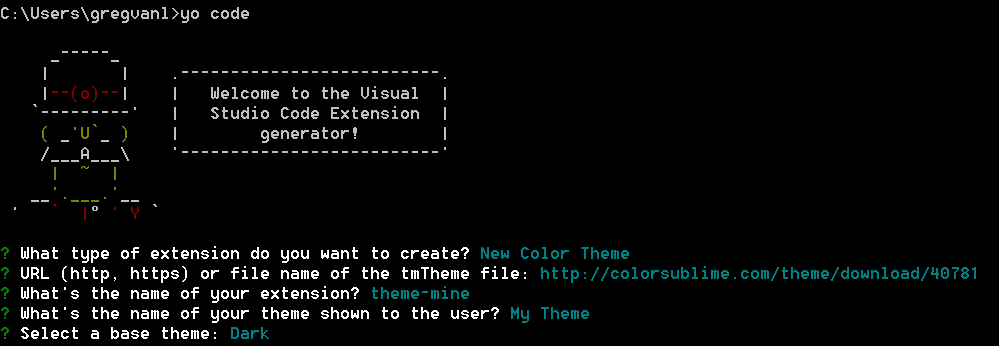 C:\Users\gregvanl>yo code
Welcome to the Visual
Studio Code Extension
generator!
? What type of extension do you want to create? New Color Theme
? URL (http, https) or file name of the tmTheme file: http://colorsublime.com/theme/download/40781
? What's the name of your extension? theme-mine
? What's the name of your theme shown to the user? My Theme
? Select a base theme: Dark